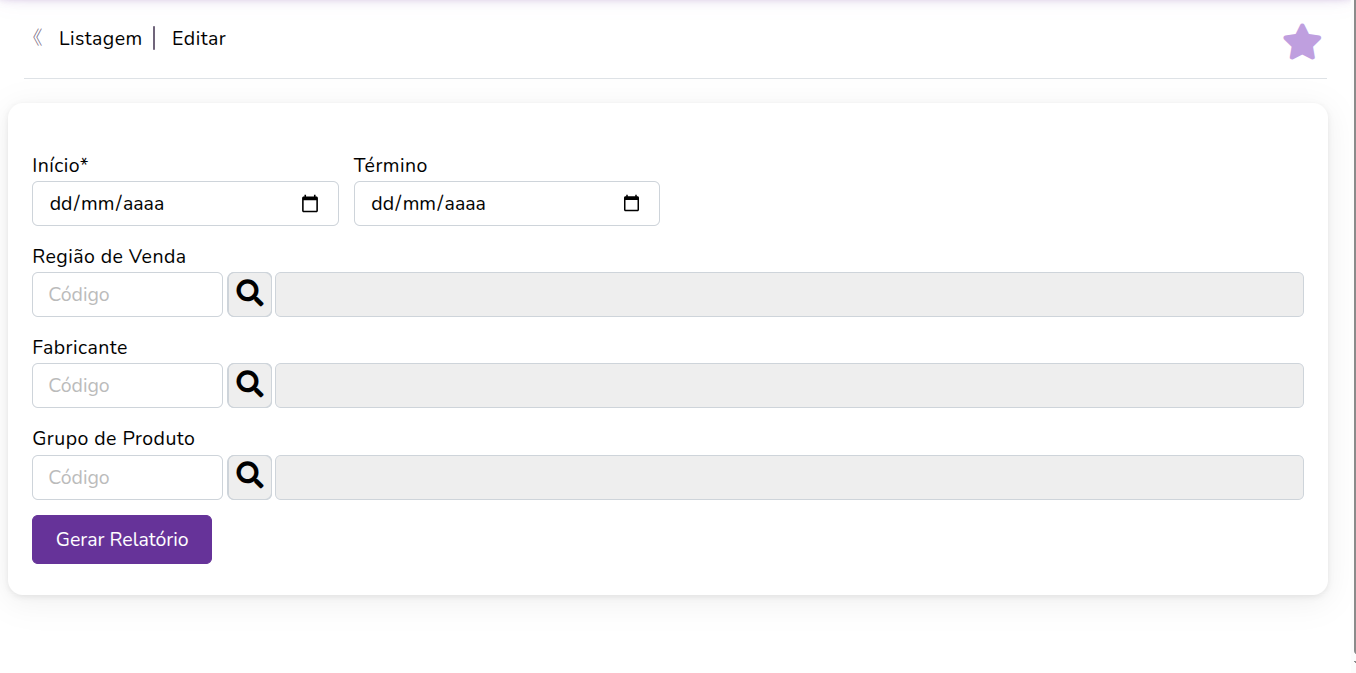 《 Listagem | Editar
Início* Término
dd/mm/aaaa dd/mm/aaaa
Região de Venda
Código
Fabricante
Código
Grupo de Produto
Código
Gerar Relatório